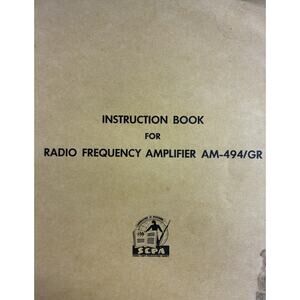 INSTRUCTION BOOK
FOR
RADIO FREQUENCY AMPLIFIER AM-494/GR
SCPA